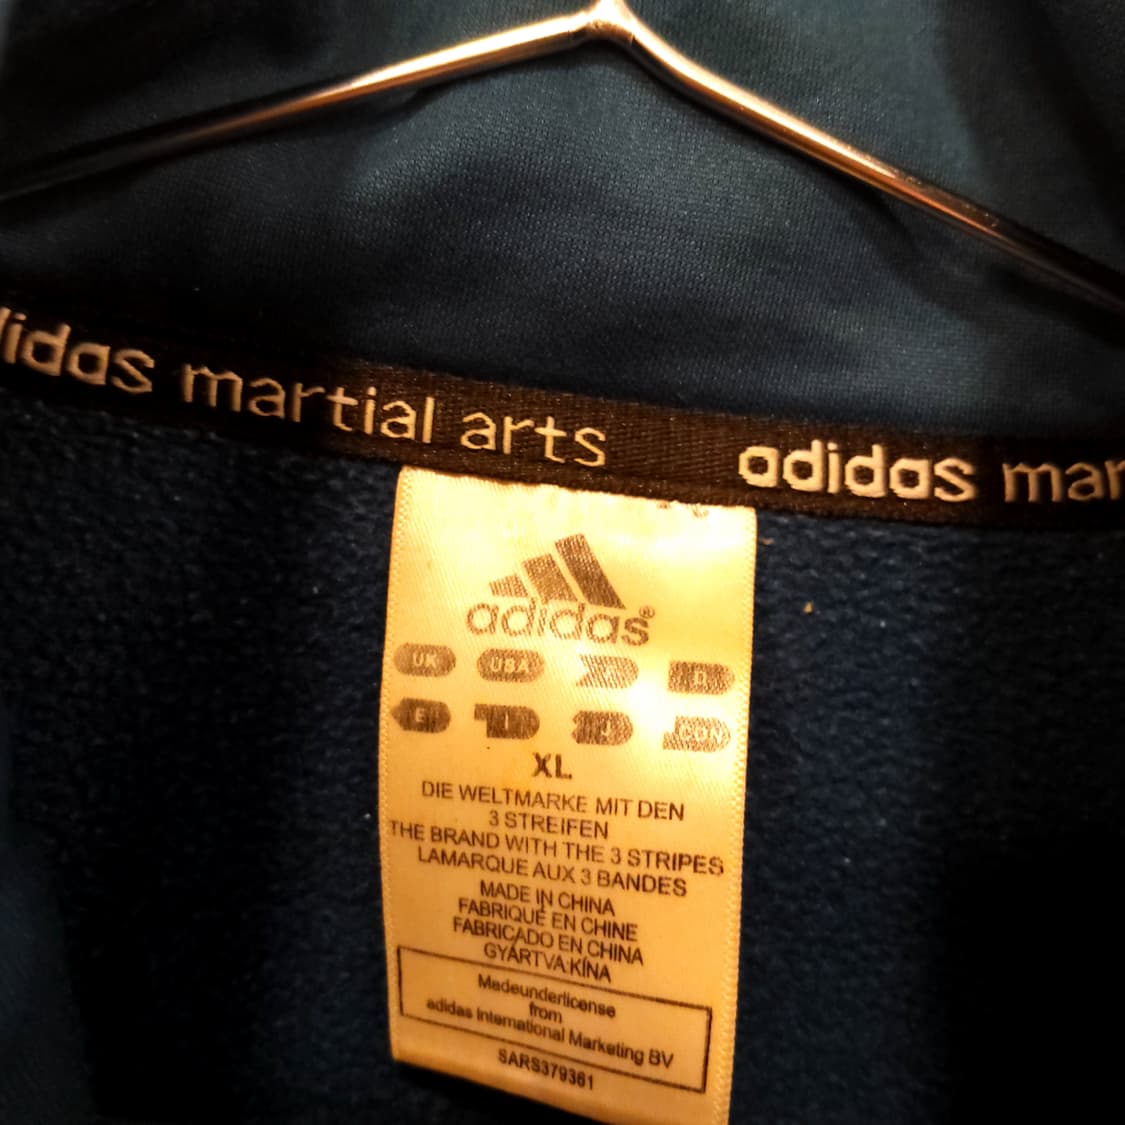 didas martial arts adidas mar
adidas®
UK USA F D
E I J CDN
XL
DIE WELTMARKE MIT DEN
3 STREIFEN
THE BRAND WITH THE 3 STRIPES
LAMARQUE AUX 3 BANDES
MADE IN CHINA
FABRIQUÉ EN CHINE
FABRICADO EN CHINA
GYÁRTVA:KÍNA
Madeunderlicense
from
adidas International Marketing BV
SARS379361